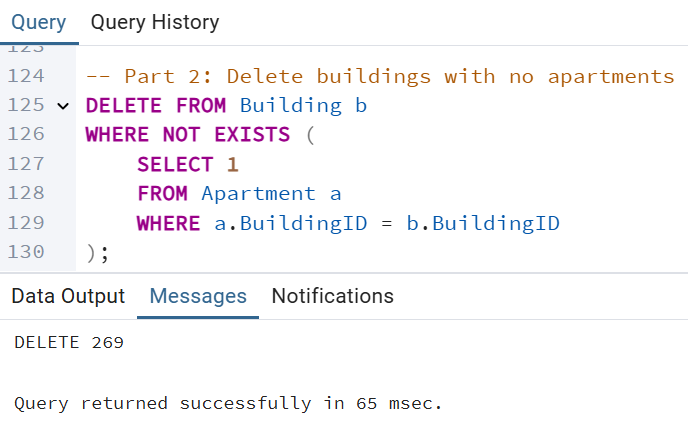 Query Query History
123
124 -- Part 2: Delete buildings with no apartments
125 DELETE FROM Building b
126 WHERE NOT EXISTS (
127 SELECT 1
128 FROM Apartment a
129 WHERE a.BuildingID = b.BuildingID
130 );
Data Output Messages Notifications
DELETE 269
Query returned successfully in 65 msec.